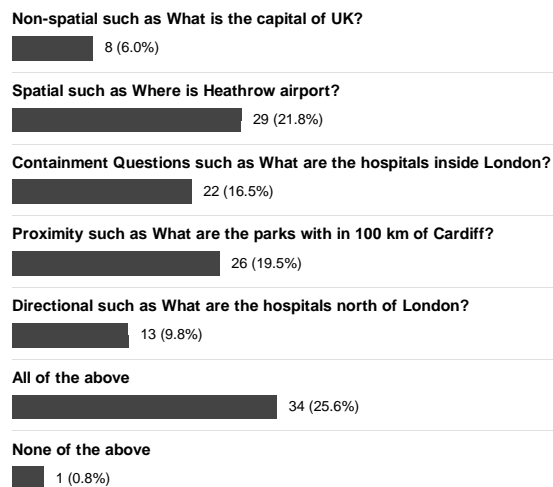 Non-spatial such as What is the capital of UK?
8 (6.0%)
Spatial such as Where is Heathrow airport?
29 (21.8%)
Containment Questions such as What are the hospitals inside London?
22 (16.5%)
Proximity such as What are the parks with in 100 km of Cardiff?
26 (19.5%)
Directional such as What are the hospitals north of London?
13 (9.8%)
All of the above
34 (25.6%)
None of the above
1 (0.8%)